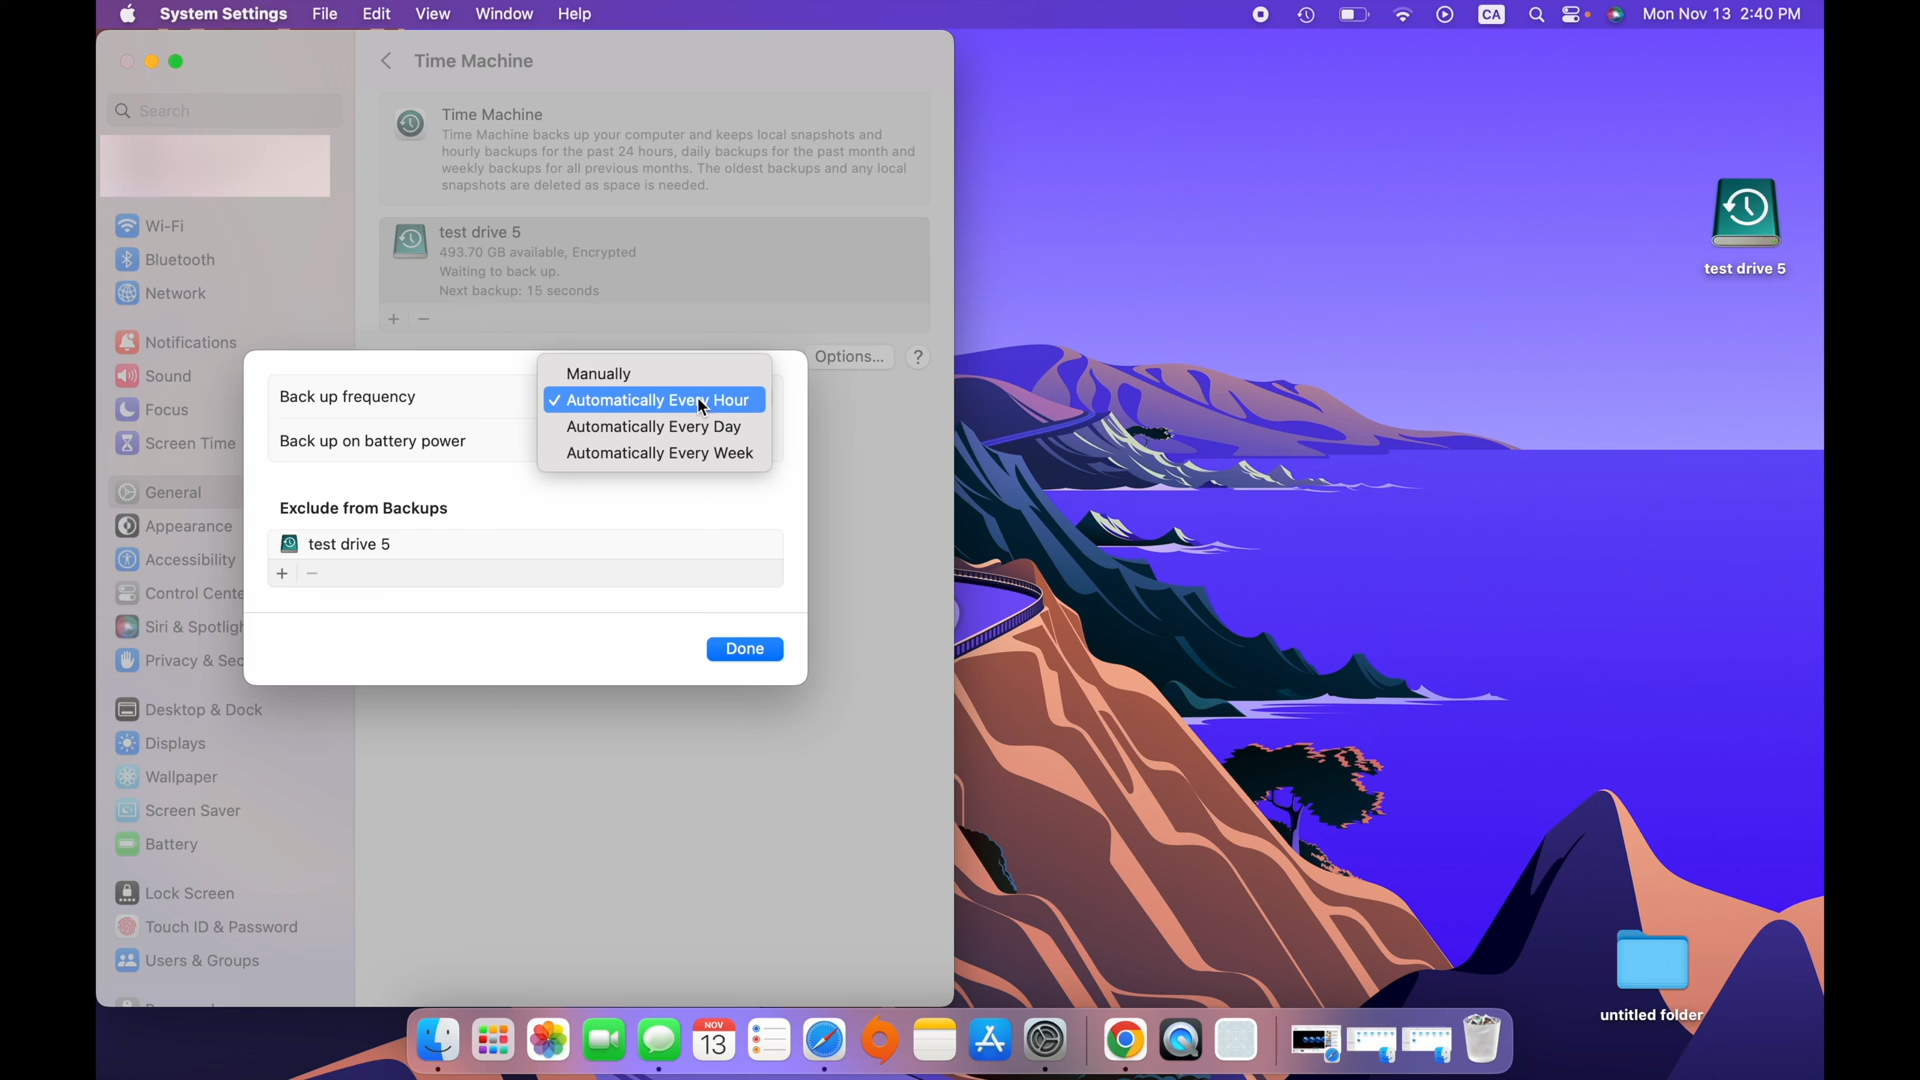 System Settings File Edit View Window Help
CA
Mon Nov 13 2:40 PM
Time Machine
Search
Time Machine
Time Machine backs up your computer and keeps local snapshots and
hourly backups for the past 24 hours, daily backups for the past month and
weekly backups for all previous months. The oldest backups and any local
snapshots are deleted as space is needed.
test drive 5
493.70 GB available, Encrypted
Waiting to back up.
Next backup: 15 seconds
+ −
Options...
?
Wi-Fi
Bluetooth
Network
Notifications
Sound
Focus
Screen Time
General
Appearance
Accessibility
Control Cente
Siri & Spotligh
Privacy & Sec
Desktop & Dock
Displays
Wallpaper
Screen Saver
Battery
Lock Screen
Touch ID & Password
Users & Groups
Back up frequency
Manually
✓ Automatically Every Hour
Automatically Every Day
Automatically Every Week
Back up on battery power
Exclude from Backups
test drive 5
+ −
Done
test drive 5
untitled folder
NOV
13